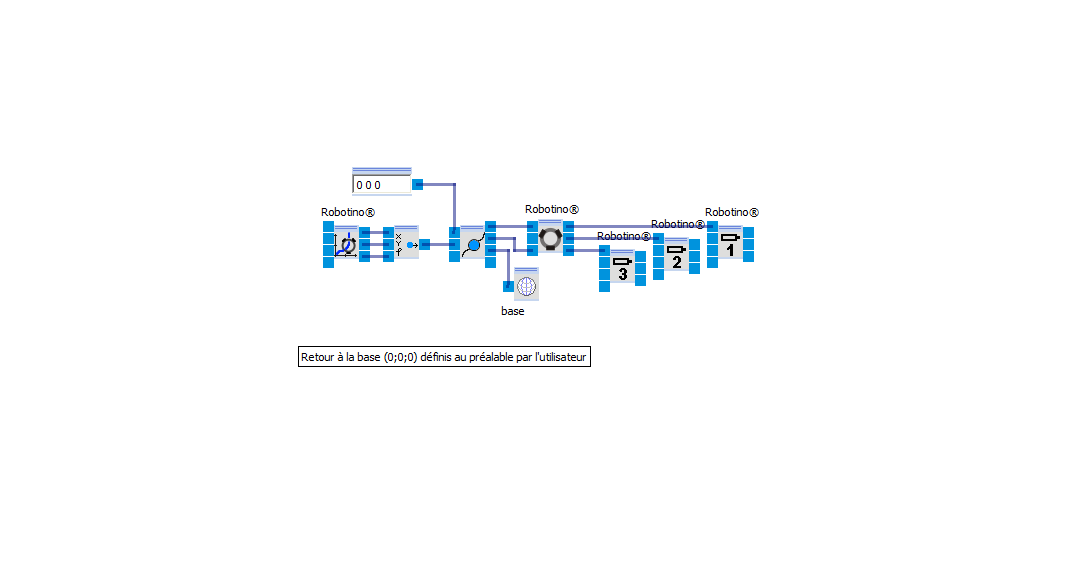 0 0 0
Robotino®
Robotino®
Robotino®
Robotino®
Robotino®
X
Y
φ
3
2
1
base
Retour à la base (0;0;0) définis au préalable par l'utilisateur